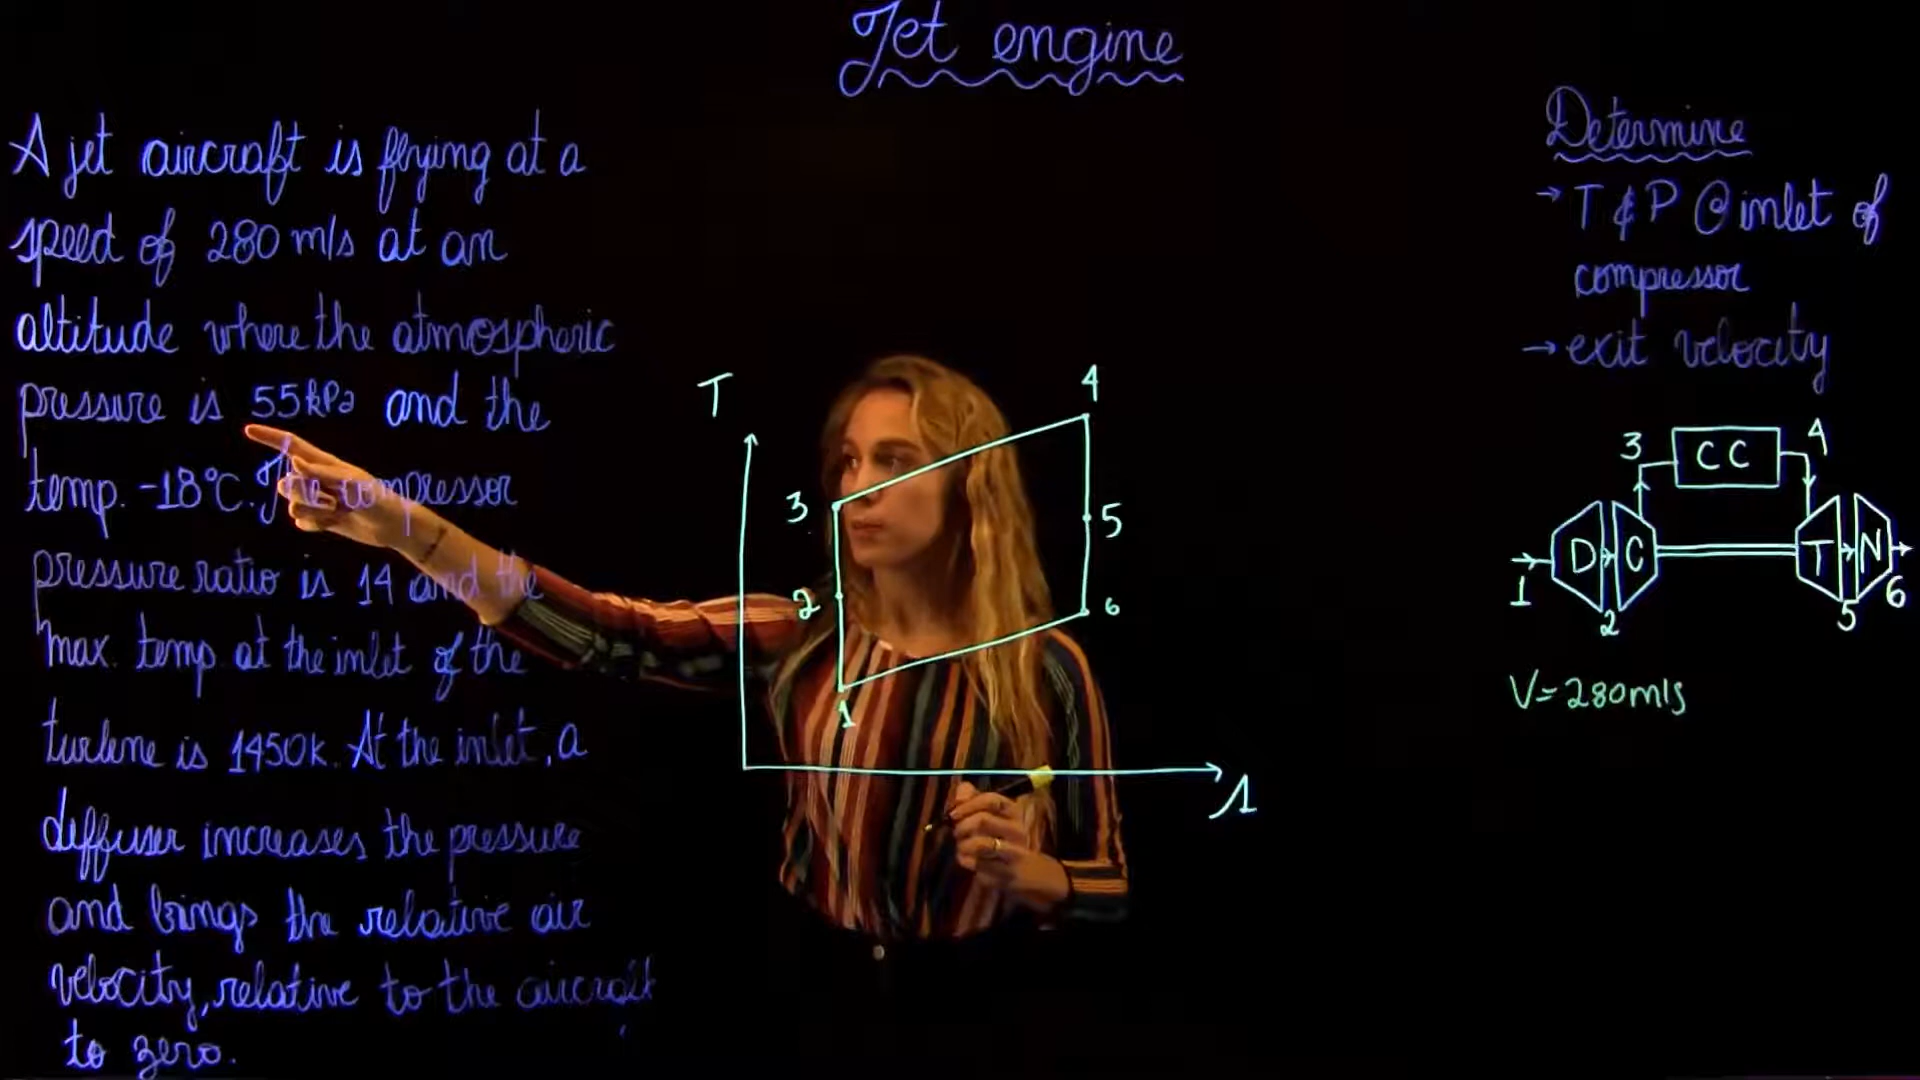 Jet engine
A jet aircraft is flying at a
speed of 280 m/s at an
altitude where the atmospheric
pressure is 55kPa and the
temp. -18°C. The compressor
pressure ratio is 14 and the
max. temp at the inlet of the
turbine is 1450k. At the inlet, a
diffuser increases the pressure
and brings the relative air
velocity, relative to the aircraft
to zero.
T
4
3
5
2
6
1
s
Determine
→ T & P @ inlet of
compressor
→ exit velocity
3 CC 4
D C T N
1 2 5 6
V=280m/s